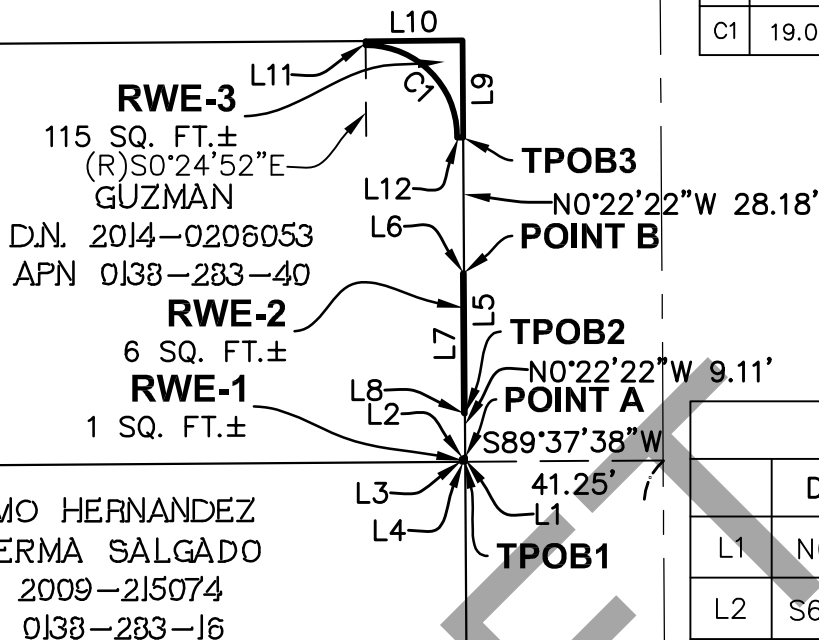 L10
C1 19.0
L11
C1
L9
RWE-3
115 SQ. FT.±
(R)S0°24'52"E
TPOB3
GUZMAN
L12
N0°22'22"W 28.18'
D.N. 2014-0206053
L6
POINT B
APN 0138-283-40
RWE-2
L7
L5
TPOB2
6 SQ. FT.±
N0°22'22"W 9.11'
RWE-1
L8
POINT A
1 SQ. FT.±
L2
S89°37'38"W
41.25'
L3
L1
L4
MO HERNANDEZ
ERMA SALGADO
TPOB1
2009-215074
0138-283-16
D
L1
L2 S6